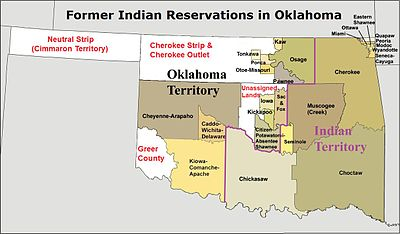 Former Indian Reservations in Oklahoma
Neutral Strip
(Cimmaron Territory)
Cherokee Strip &
Cherokee Outlet
Tonkawa
Ponca
Otoe-Missouri
Kaw
Osage
Pawnee
Eastern
Shawnee
Ottawa
Miami
Quapaw
Peoria
Modoc
Wyandotte
Seneca-
Cayuga
Cherokee
Oklahoma
Territory
Unassigned
Lands
Iowa
Sac
&
Fox
Kickapoo
Cheyenne-Arapaho
Caddo-
Wichita-
Delaware
Citizen
Potawatomi-
Absentee
Shawnee
Seminole
Muscogee
(Creek)
Indian
Territory
Greer
County
Kiowa-
Comanche-
Apache
Chickasaw
Choctaw